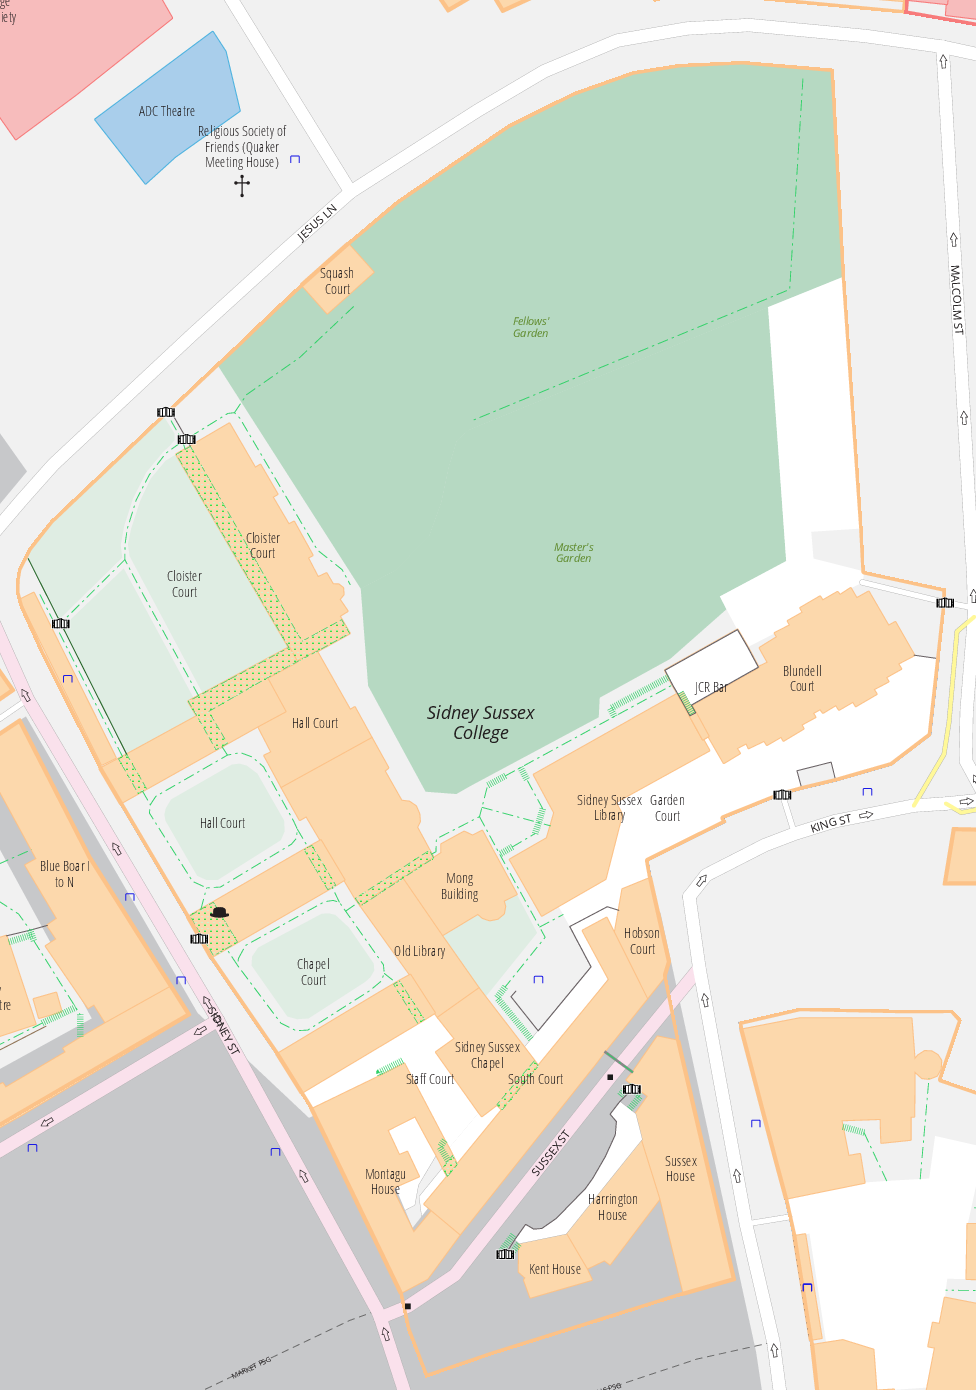 ge
iety
ADC Theatre
Religious Society of
Friends (Quaker
Meeting House)
JESUS LN
Squash
Court
MALCOLM ST
Fellows'
Garden
Cloister
Court
Cloister
Court
Master's
Garden
Blundell
Court
JCR Bar
Hall Court
Sidney Sussex
College
Sidney Sussex
Library
Garden
Court
Hall Court
KING ST
Blue Boar I
to N
Mong
Building
Hobson
Court
Old Library
Chapel
Court
tre
SIDNEY ST
Sidney Sussex
Chapel
Staff Court
South Court
SUSSEX ST
Montagu
House
Sussex
House
Harrington
House
Kent House
MARKET PSG